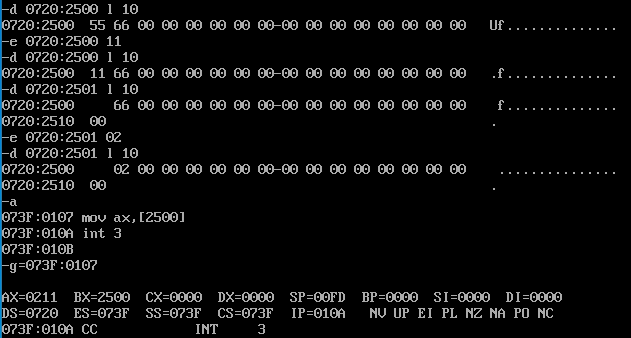 -d 0720:2500 l 10
0720:2500  55 66 00 00 00 00 00 00-00 00 00 00 00 00 00 00   Uf..............
-e 0720:2500 11
-d 0720:2500 l 10
0720:2500  11 66 00 00 00 00 00 00-00 00 00 00 00 00 00 00   .f..............
-d 0720:2501 l 10
0720:2500     66 00 00 00 00 00 00-00 00 00 00 00 00 00 00    f..............
0720:2510  00                                                .
-e 0720:2501 02
-d 0720:2501 l 10
0720:2500     02 00 00 00 00 00 00-00 00 00 00 00 00 00 00    ...............
0720:2510  00                                                .
-a
073F:0107 mov ax,[2500]
073F:010A int 3
073F:010B
-g=073F:0107
AX=0211  BX=2500  CX=0000  DX=0000  SP=00FD  BP=0000  SI=0000  DI=0000
DS=0720  ES=073F  SS=073F  CS=073F  IP=010A   NV UP EI PL NZ NA PO NC
073F:010A CC            INT     3